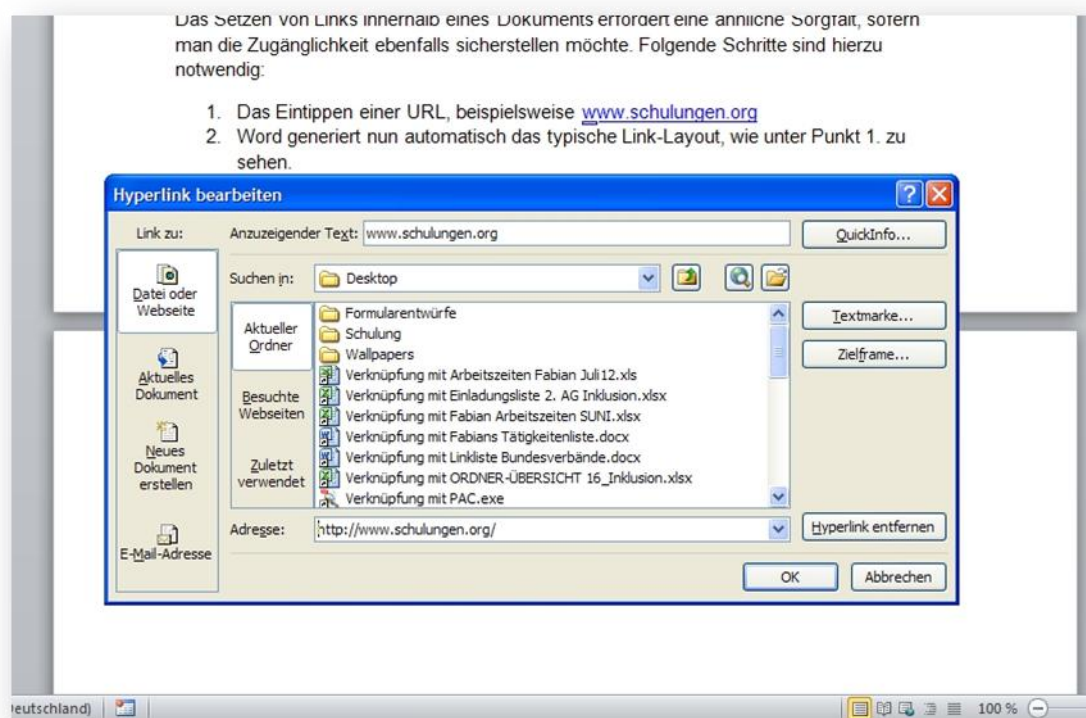 Das Setzen von Links innerhalb eines Dokuments erfordert eine ähnliche Sorgfalt, sofern
man die Zugänglichkeit ebenfalls sicherstellen möchte. Folgende Schritte sind hierzu
notwendig:
1. Das Eintippen einer URL, beispielsweise www.schulungen.org
2. Word generiert nun automatisch das typische Link-Layout, wie unter Punkt 1. zu
sehen.
Hyperlink bearbeiten
Link zu:
Anzuzeigender Text: www.schulungen.org
QuickInfo...
Datei oder
Webseite
Aktuelles
Dokument
Neues
Dokument
erstellen
E-Mail-Adresse
Suchen in: Desktop
Aktueller
Ordner
Besuchte
Webseiten
Zuletzt
verwendet
Formularentwürfe
Schulung
Wallpapers
Verknüpfung mit Arbeitszeiten Fabian Juli12.xls
Verknüpfung mit Einladungsliste 2. AG Inklusion.xlsx
Verknüpfung mit Fabian Arbeitszeiten SUNI.xlsx
Verknüpfung mit Fabians Tätigkeitenliste.docx
Verknüpfung mit Linkliste Bundesverbände.docx
Verknüpfung mit ORDNER-ÜBERSICHT 16_Inklusion.xlsx
Verknüpfung mit PAC.exe
Textmarke...
Zielframe...
Adresse: http://www.schulungen.org/
Hyperlink entfernen
OK
Abbrechen
Deutschland)
100 %